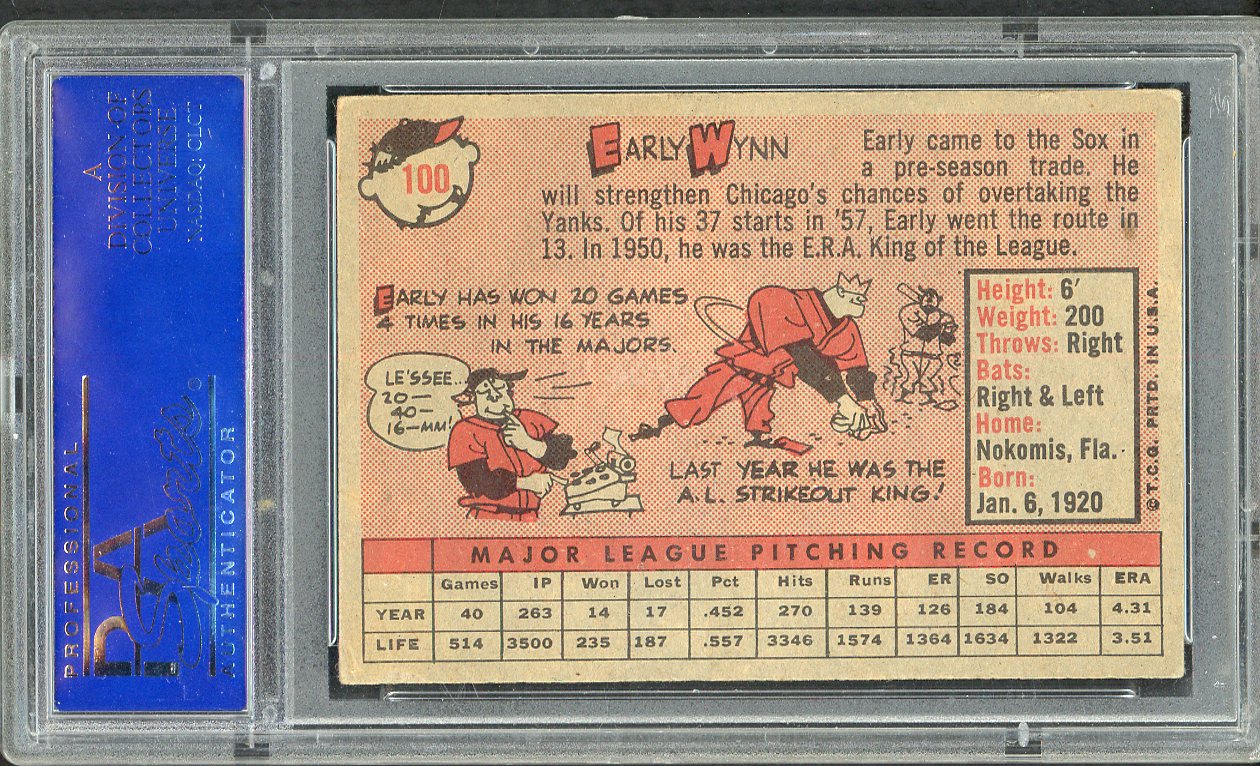 A
DIVISION OF
COLLECTORS
UNIVERSE
NASDAQ: CLCT
PROFESSIONAL
PSA
AUTHENTICATOR
100
EARLY WYNN
Early came to the Sox in
a pre-season trade. He
will strengthen Chicago's chances of overtaking the
Yanks. Of his 37 starts in '57, Early went the route in
13. In 1950, he was the E.R.A. King of the League.
EARLY HAS WON 20 GAMES
4 TIMES IN HIS 16 YEARS
IN THE MAJORS.
LE'SSEE...
20—
40—
16—MM!
LAST YEAR HE WAS THE
A.L. STRIKEOUT KING!
Height: 6'
Weight: 200
Throws: Right
Bats:
Right & Left
Home:
Nokomis, Fla.
Born:
Jan. 6, 1920
© T.C.G. PRTD. IN U.S.A.
MAJOR LEAGUE PITCHING RECORD
Games IP Won Lost Pct Hits Runs ER SO Walks ERA
YEAR 40 263 14 17 .452 270 139 126 184 104 4.31
LIFE 514 3500 235 187 .557 3346 1574 1364 1634 1322 3.51